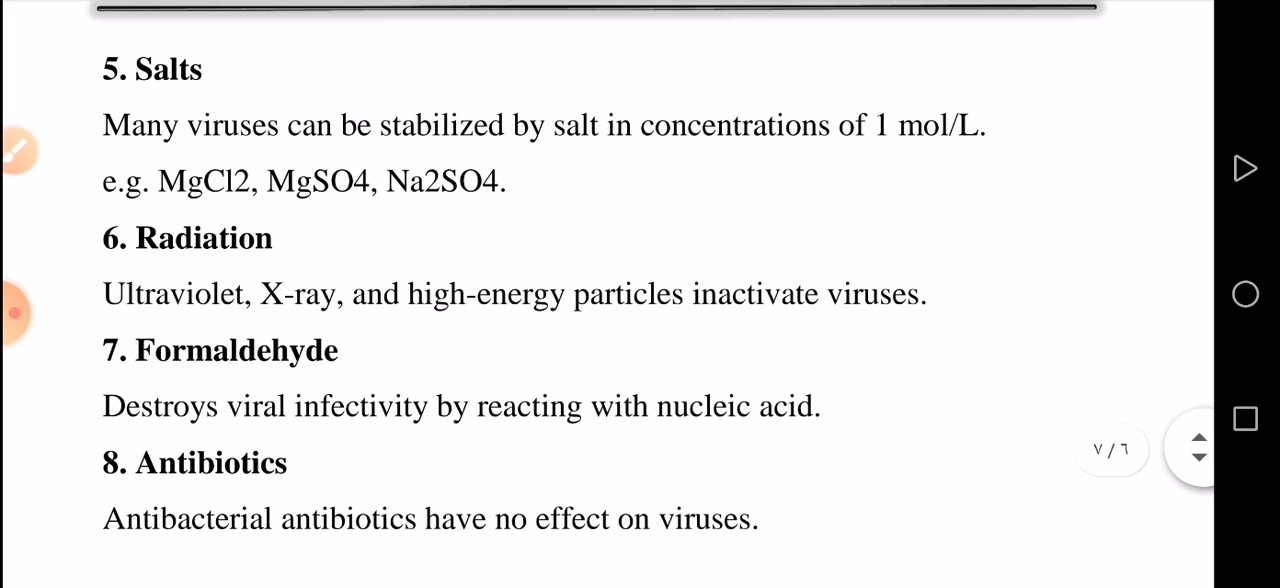 5. Salts
Many viruses can be stabilized by salt in concentrations of 1 mol/L.
e.g. MgCl2, MgSO4, Na2SO4.
6. Radiation
Ultraviolet, X-ray, and high-energy particles inactivate viruses.
7. Formaldehyde
Destroys viral infectivity by reacting with nucleic acid.
8. Antibiotics
٧ / ٦
Antibacterial antibiotics have no effect on viruses.